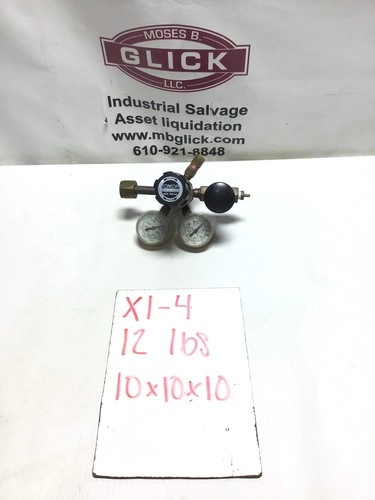 MOSES B.
GLICK
LLC.
Industrial Salvage
Asset liquidation
www.mbglick.com
610-921-8848
X1-4
12 lbs
10x10x10